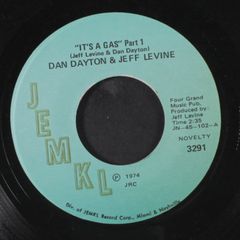 "IT'S A GAS" Part 1
(Jeff Levine & Dan Dayton)
DAN DAYTON & JEFF LEVINE
JEMKL
Four Grand
Music Pub.
Produced by:
Jeff Levine
Time 2:35
JN-45-102-A
NOVELTY
3291
℗ 1974
JRC
Div. of JEMKL Record Corp., Miami & Nashville